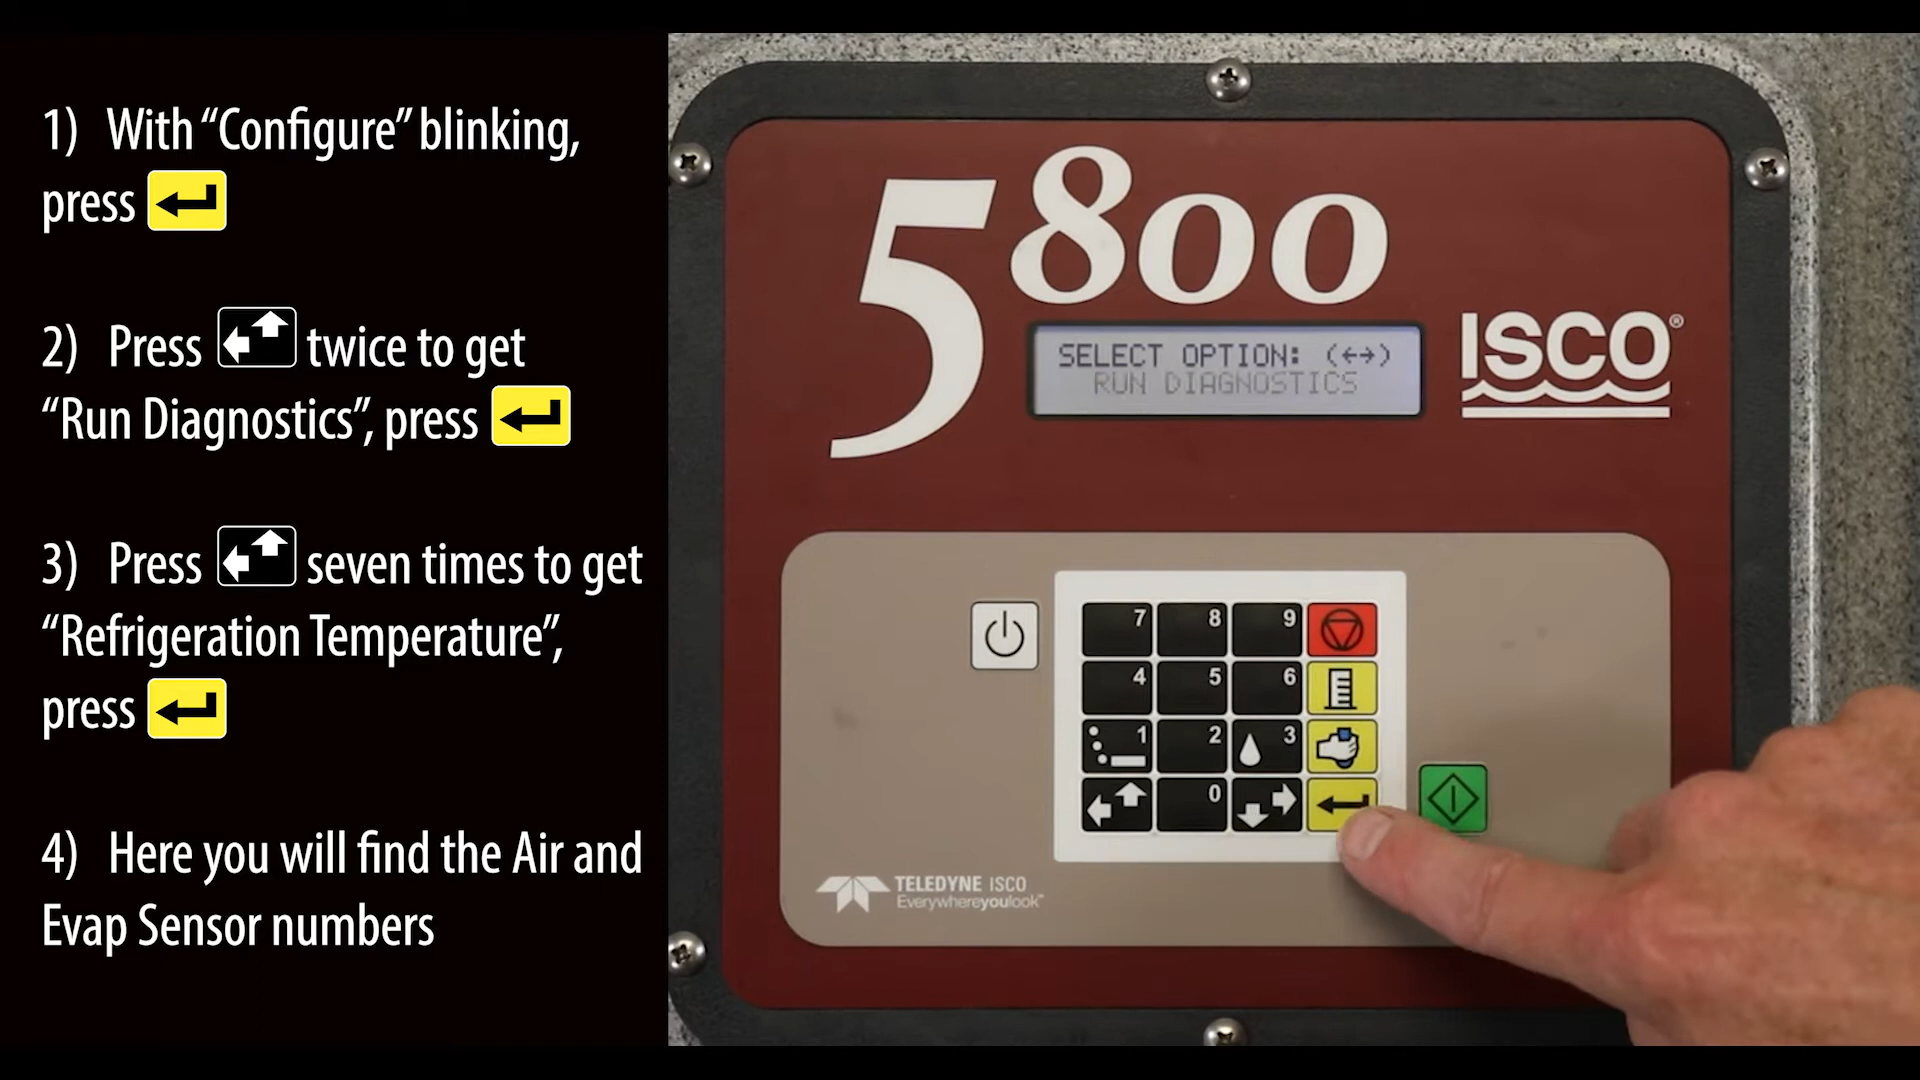 1) With “Configure” blinking,
press
2) Press twice to get
“Run Diagnostics”, press
3) Press seven times to get
“Refrigeration Temperature”,
press
4) Here you will find the Air and
Evap Sensor numbers
5800
SELECT OPTION: (←→)
RUN DIAGNOSTICS
ISCO®
7 8 9
4 5 6
1 2 3
0
TELEDYNE ISCO
Everywhereyoulook™